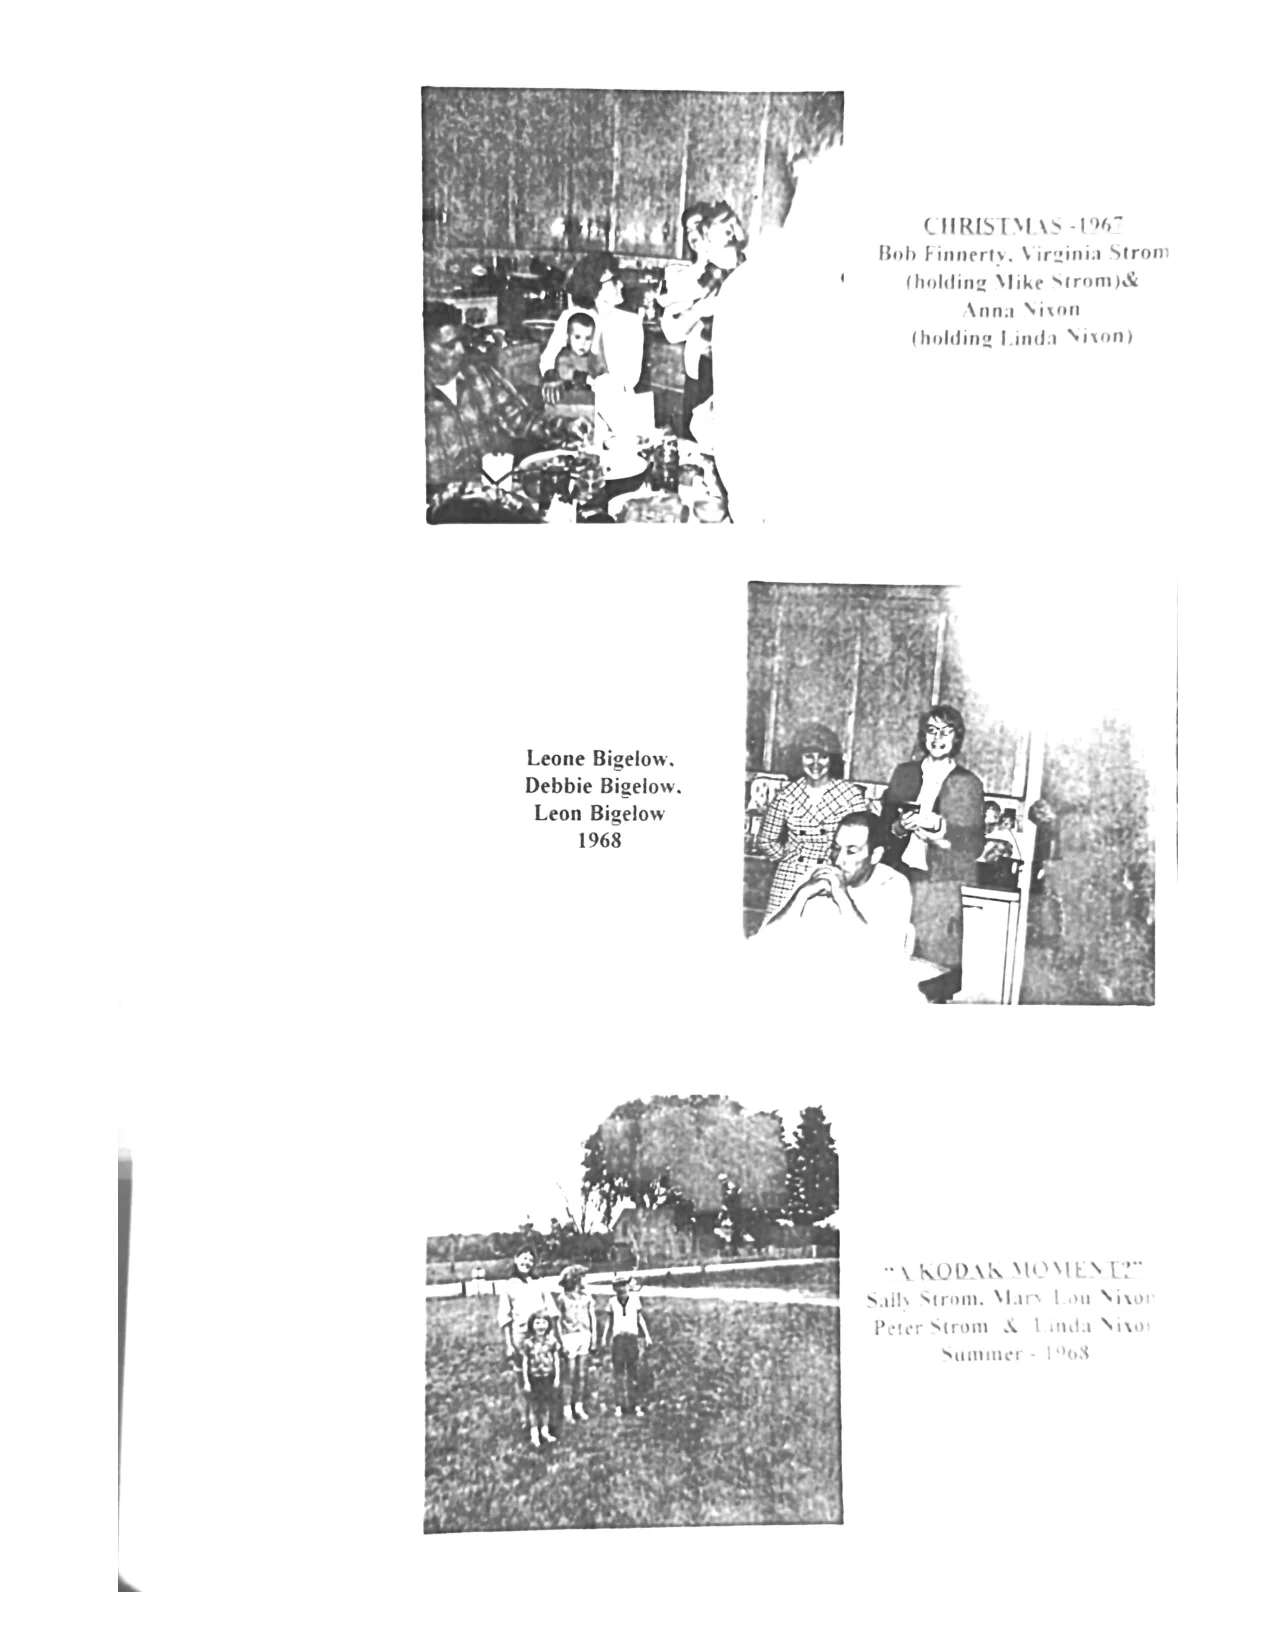 CHRISTMAS -1967
Bob Finnerty, Virginia Strom
(holding Mike Strom)&
Anna Nixon
(holding Linda Nixon)
Leone Bigelow,
Debbie Bigelow,
Leon Bigelow
1968
"A KODAK MOMENT?"
Sally Strom, Mary Lou Nixon
Peter Strom & Linda Nixon
Summer - 1968